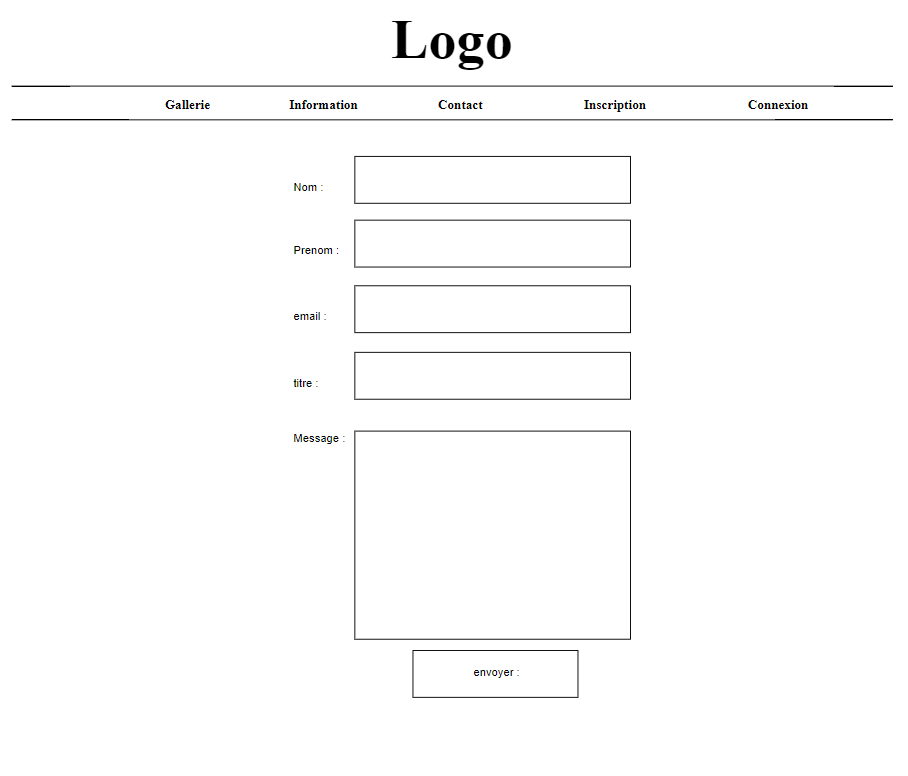 Logo
Gallerie Information Contact Inscription Connexion
Nom :
Prenom :
email :
titre :
Message :
envoyer :